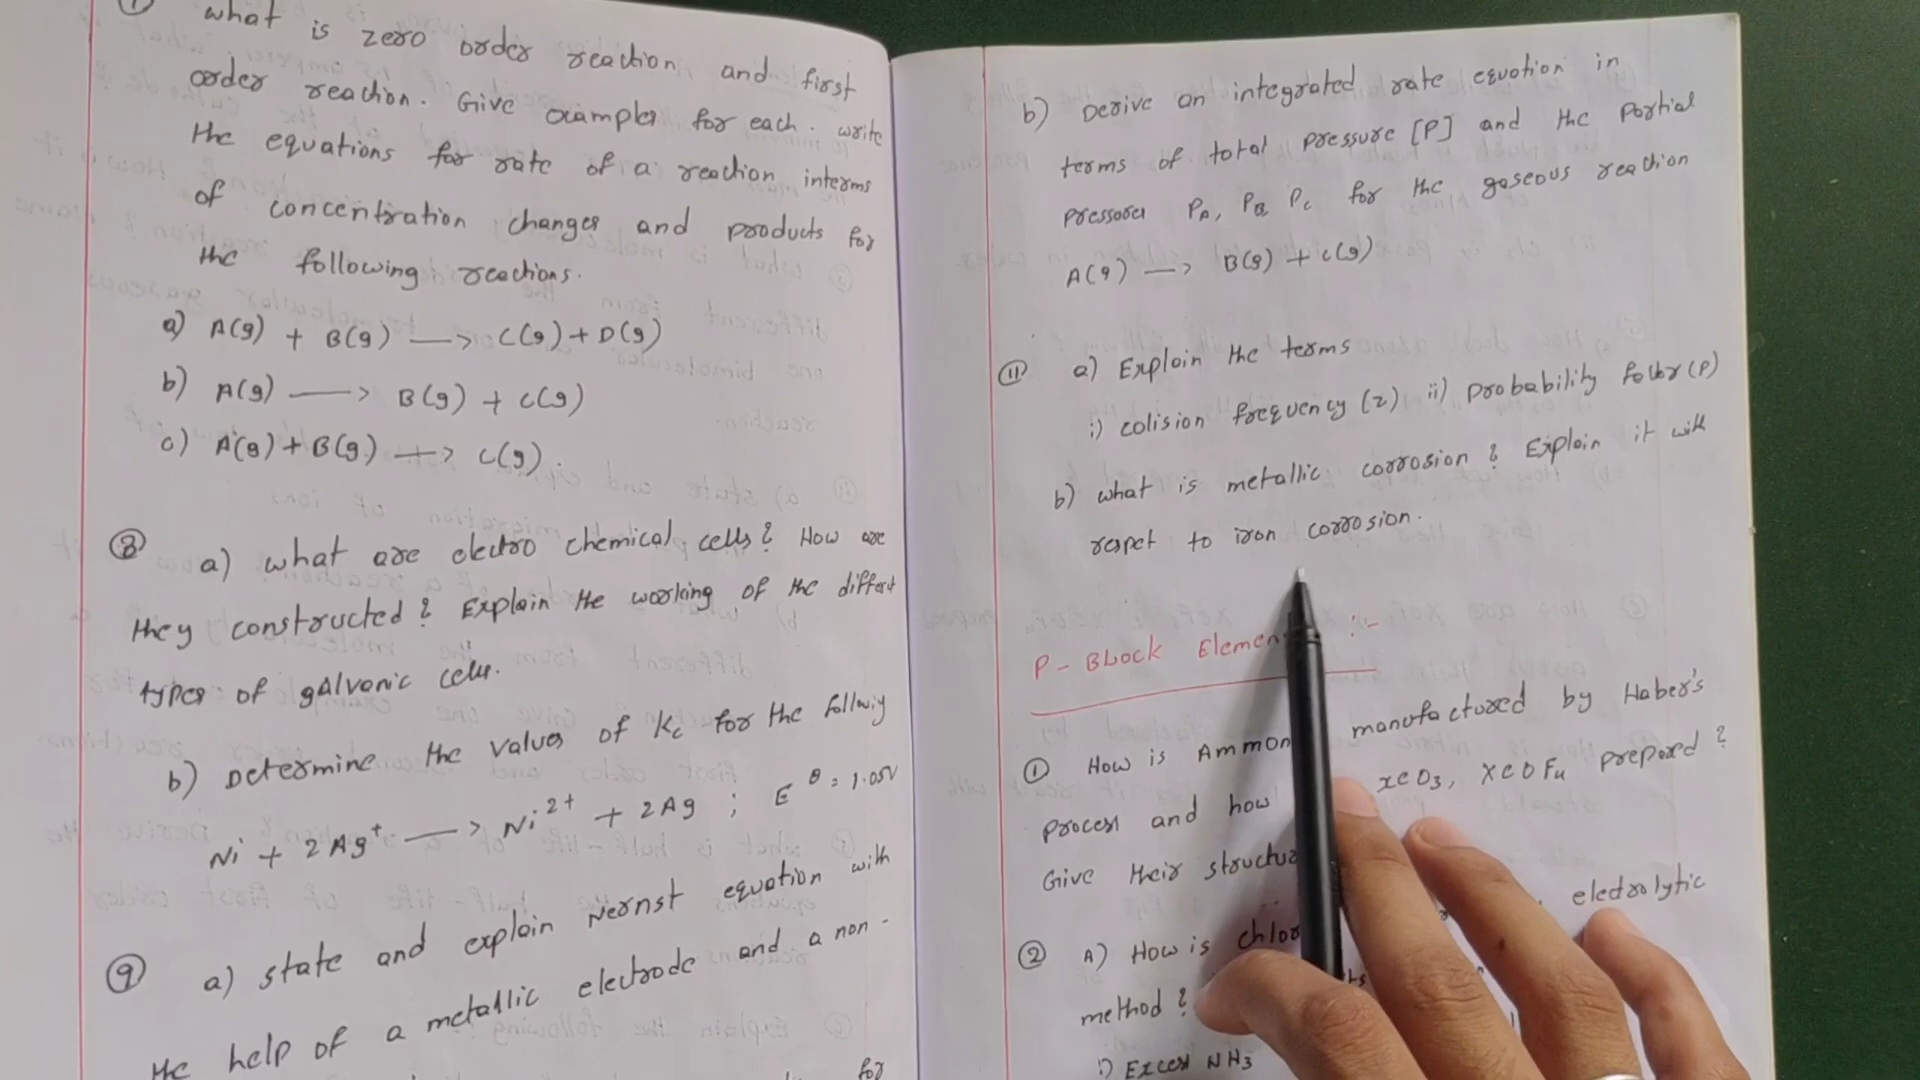 what is zero order reaction and first
order reaction. Give examples for each. write
the equations for rate of a reaction interms
of concentration changes and products for
the following reactions.
a) A(g) + B(g) —> C(g) + D(g)
b) A(g) —> B(g) + C(g)
c) A(g) + B(g) —> C(g).
⑧ a) what are electro chemical cells? How are
they constructed? Explain the working of the differt
types of galvonic cells.
b) Determine the values of Kc for the follwig
Ni + 2Ag⁺ —> Ni²⁺ + 2Ag ; E^θ = 1.05V
⑨ a) state and explain Nernst equation with
the help of a metallic electrode and a non-
for
b) Derive an integrated rate equation in
terms of total pressure [P] and the partial
pressures PA, PB Pc for the gaseous reaction
A(g) —> B(g) + C(g)
⑪ a) Explain the terms
i) colision frequency (z) ii) probability factor (P)
b) what is metallic corrosion? Explain it with
respet to iron corrosion.
P-Block Elemen :-
① How is Ammon manufactured by Haber's
process and how xeO3, XeOF4 prepared?
Give their structu
② A) How is chlor electrolytic
method?
i) Excess NH3